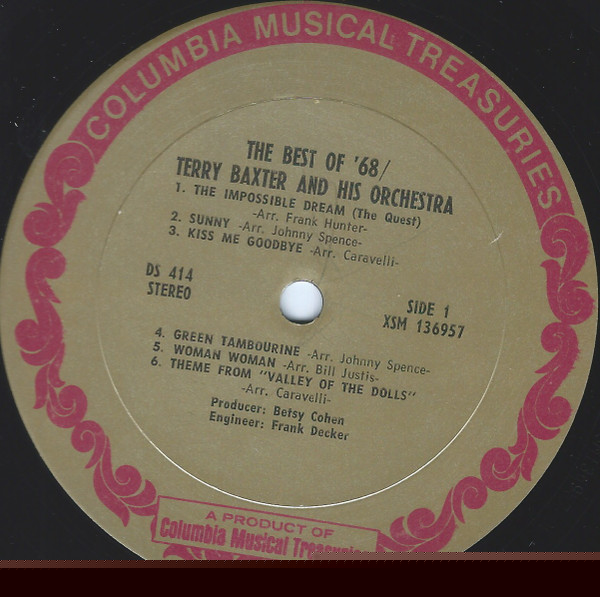 COLUMBIA MUSICAL TREASURIES
THE BEST OF '68/
TERRY BAXTER AND HIS ORCHESTRA
1. THE IMPOSSIBLE DREAM (The Quest)
-Arr. Frank Hunter-
2. SUNNY -Arr. Johnny Spence-
3. KISS ME GOODBYE -Arr. Caravelli-
DS 414
STEREO
SIDE 1
XSM 136957
4. GREEN TAMBOURINE -Arr. Johnny Spence-
5. WOMAN WOMAN -Arr. Bill Justis-
6. THEME FROM "VALLEY OF THE DOLLS"
-Arr. Caravelli-
Producer: Betsy Cohen
Engineer: Frank Decker
A PRODUCT OF
Columbia Musical